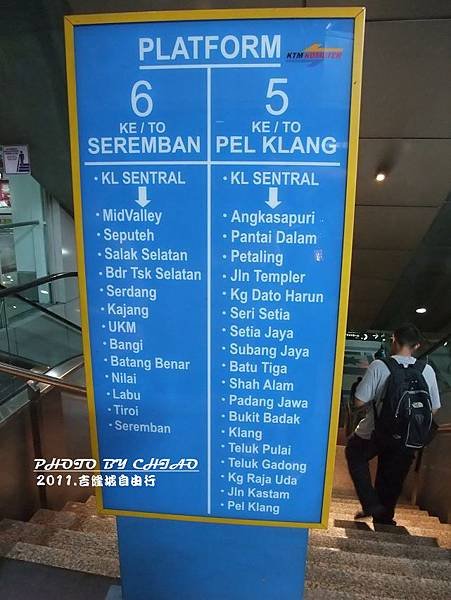 PLATFORM
KTM KOMUTER
6
KE / TO
SEREMBAN
• KL SENTRAL
• MidValley
• Seputeh
• Salak Selatan
• Bdr Tsk Selatan
• Serdang
• Kajang
• UKM
• Bangi
• Batang Benar
• Nilai
• Labu
• Tiroi
• Seremban
5
KE / TO
PEL KLANG
• KL SENTRAL
• Angkasapuri
• Pantai Dalam
• Petaling
• Jln Templer
• Kg Dato Harun
• Seri Setia
• Setia Jaya
• Subang Jaya
• Batu Tiga
• Shah Alam
• Padang Jawa
• Bukit Badak
• Klang
• Teluk Pulai
• Teluk Gadong
• Kg Raja Uda
• Jln Kastam
• Pel Klang
PHOTO BY CHIAO
2011.吉隆坡自由行